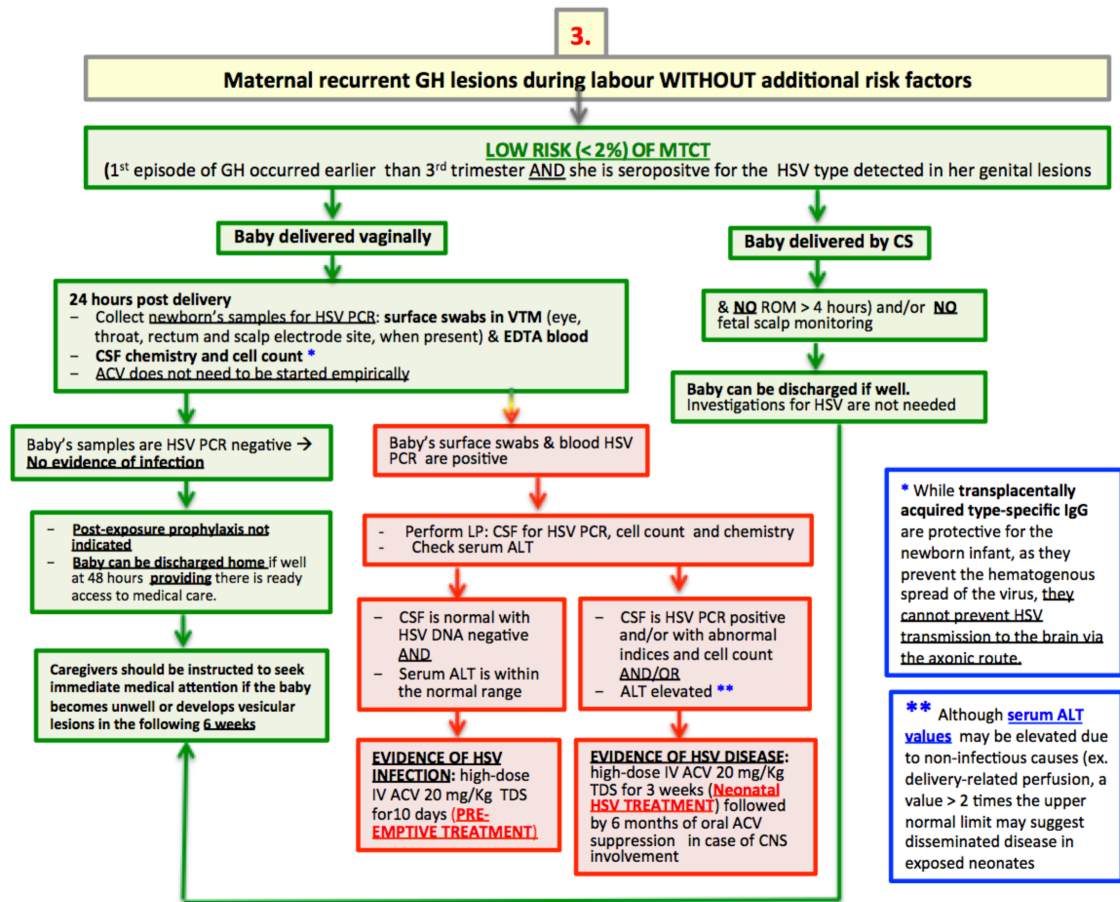 3.
Maternal recurrent GH lesions during labour WITHOUT additional risk factors
LOW RISK (< 2%) OF MTCT
(1st episode of GH occurred earlier than 3rd trimester AND she is seropositve for the HSV type detected in her genital lesions
Baby delivered vaginally
24 hours post delivery
– Collect newborn's samples for HSV PCR: surface swabs in VTM (eye,
throat, rectum and scalp electrode site, when present) & EDTA blood
– CSF chemistry and cell count *
– ACV does not need to be started empirically
Baby's samples are HSV PCR negative →
No evidence of infection
– Post-exposure prophylaxis not
indicated
– Baby can be discharged home if well
at 48 hours providing there is ready
access to medical care.
Caregivers should be instructed to seek
immediate medical attention if the baby
becomes unwell or develops vesicular
lesions in the following 6 weeks
Baby's surface swabs & blood HSV
PCR are positive
- Perform LP: CSF for HSV PCR, cell count and chemistry
- Check serum ALT
– CSF is normal with
HSV DNA negative
AND
– Serum ALT is within
the normal range
EVIDENCE OF HSV
INFECTION: high-dose
IV ACV 20 mg/Kg TDS
for10 days (PRE-
EMPTIVE TREATMENT)
– CSF is HSV PCR positive
and/or with abnormal
indices and cell count
AND/OR
– ALT elevated **
EVIDENCE OF HSV DISEASE:
high-dose IV ACV 20 mg/Kg
TDS for 3 weeks (Neonatal
HSV TREATMENT) followed
by 6 months of oral ACV
suppression in case of CNS
involvement
Baby delivered by CS
& NO ROM > 4 hours) and/or NO
fetal scalp monitoring
Baby can be discharged if well.
Investigations for HSV are not needed
* While transplacentally
acquired type-specific IgG
are protective for the
newborn infant, as they
prevent the hematogenous
spread of the virus, they
cannot prevent HSV
transmission to the brain via
the axonic route.
** Although serum ALT
values may be elevated due
to non-infectious causes (ex.
delivery-related perfusion, a
value > 2 times the upper
normal limit may suggest
disseminated disease in
exposed neonates